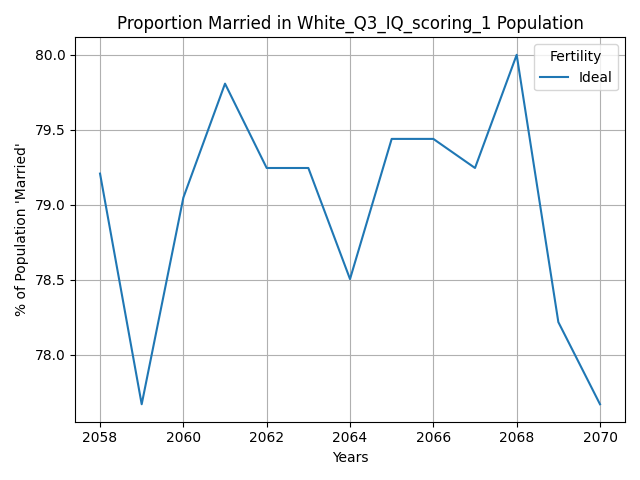 Proportion Married in White_Q3_IQ_scoring_1 Population
Fertility
Ideal
80.0
79.5
79.0
78.5
78.0
% of Population 'Married'
2058
2060
2062
2064
2066
2068
2070
Years